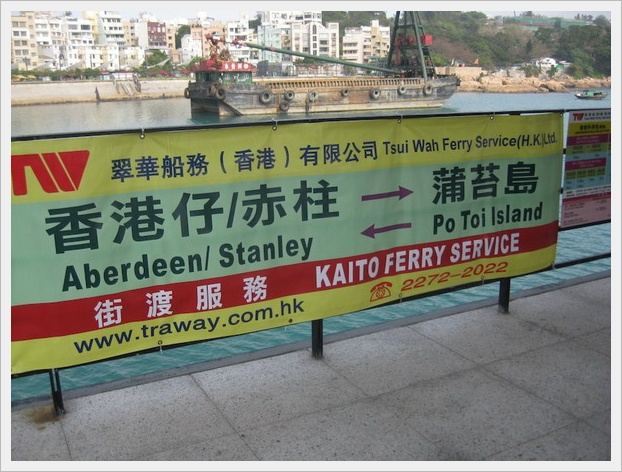 翠華船務（香港）有限公司 Tsui Wah Ferry Service(H.K.)Ltd.
香港仔/赤柱
蒲苔島
Aberdeen/ Stanley
Po Toi Island
街渡服務
KAITO FERRY SERVICE
www.traway.com.hk
2272-2022